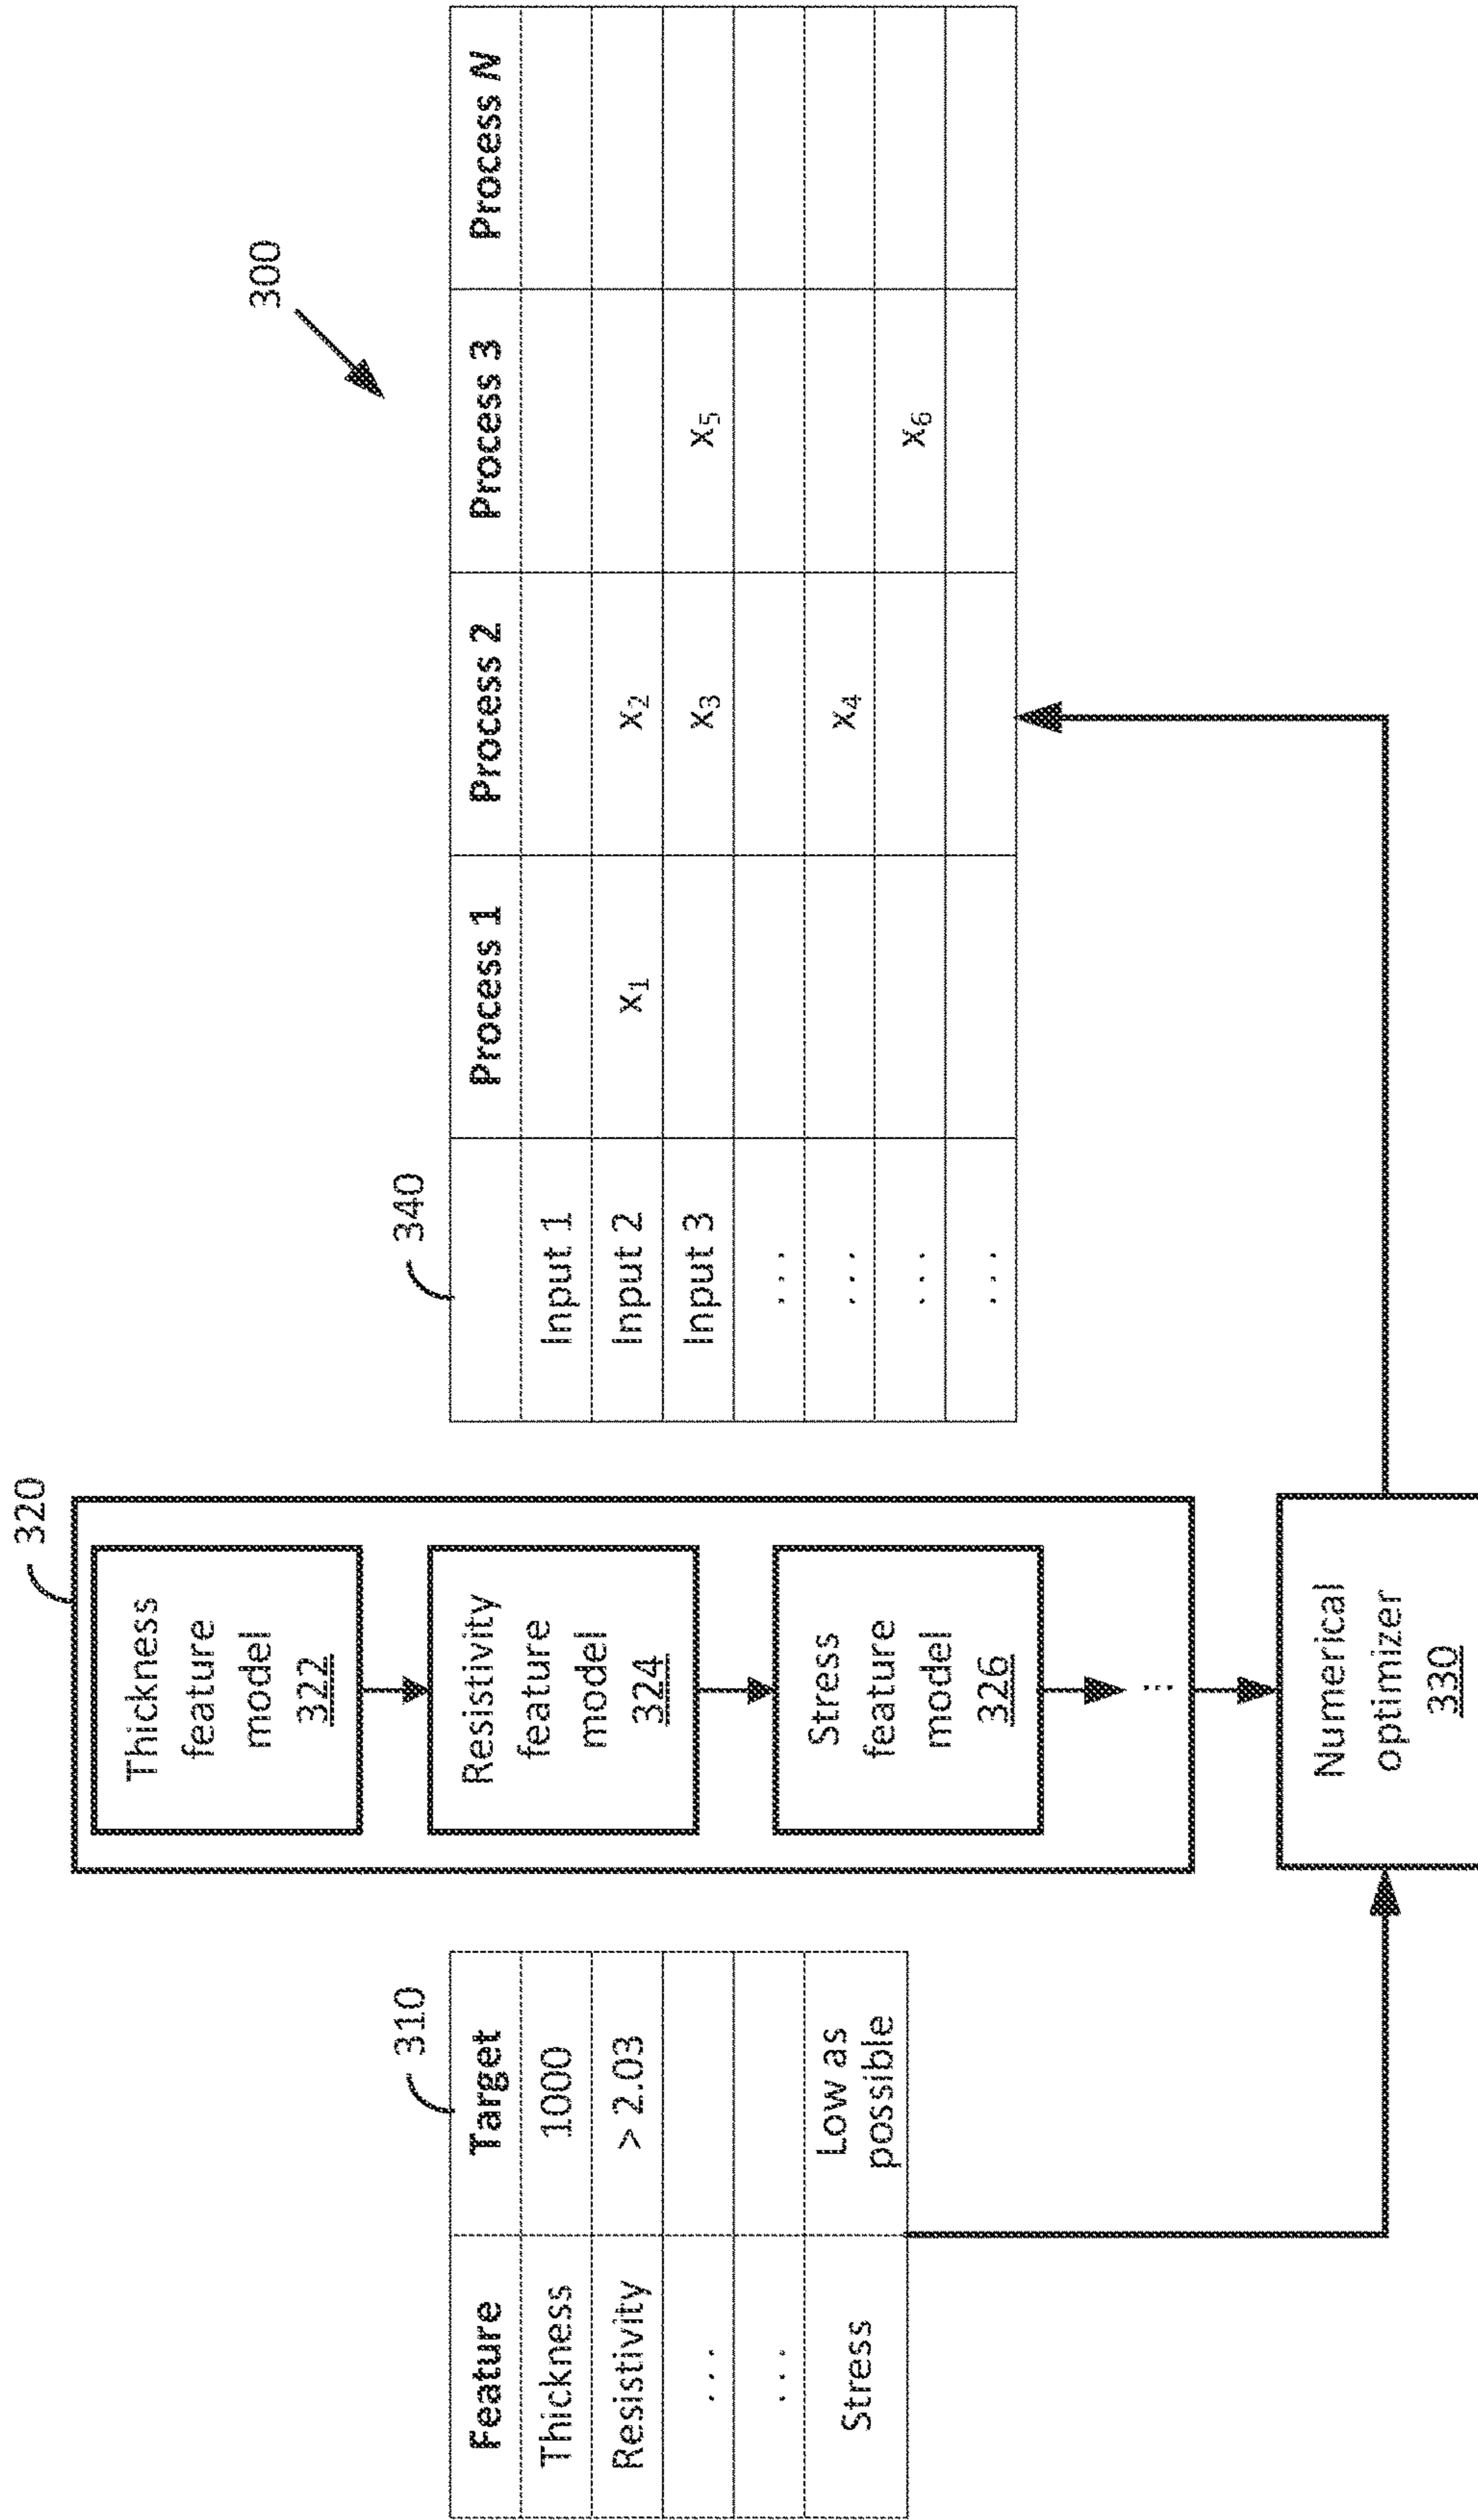 300
310
Feature Target
Thickness 1000
Resistivity > 2.03
...
...
Stress Low as
possible
320
Thickness
feature
model
322
Resistivity
feature
model
324
Stress
feature
model
326
...
Numerical
optimizer
330
340
Process 1 Process 2 Process 3 Process N
Input 1
Input 2 x₁ x₂
Input 3 x₃ x₅
...
... x₄
... x₆
...